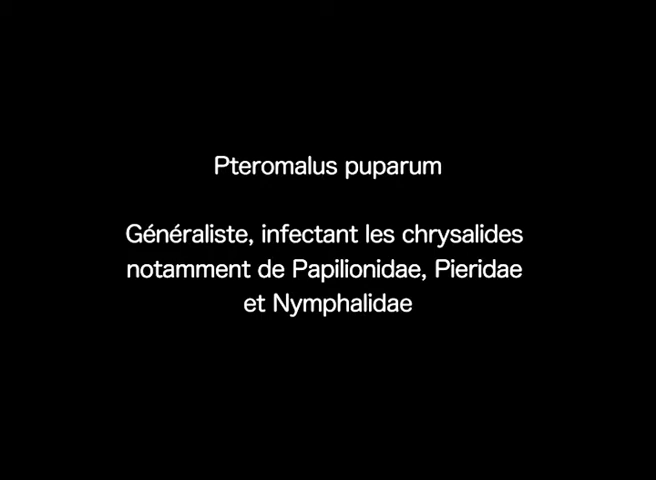 Pteromalus puparum
Généraliste, infectant les chrysalides
notamment de Papilionidae, Pieridae
et Nymphalidae